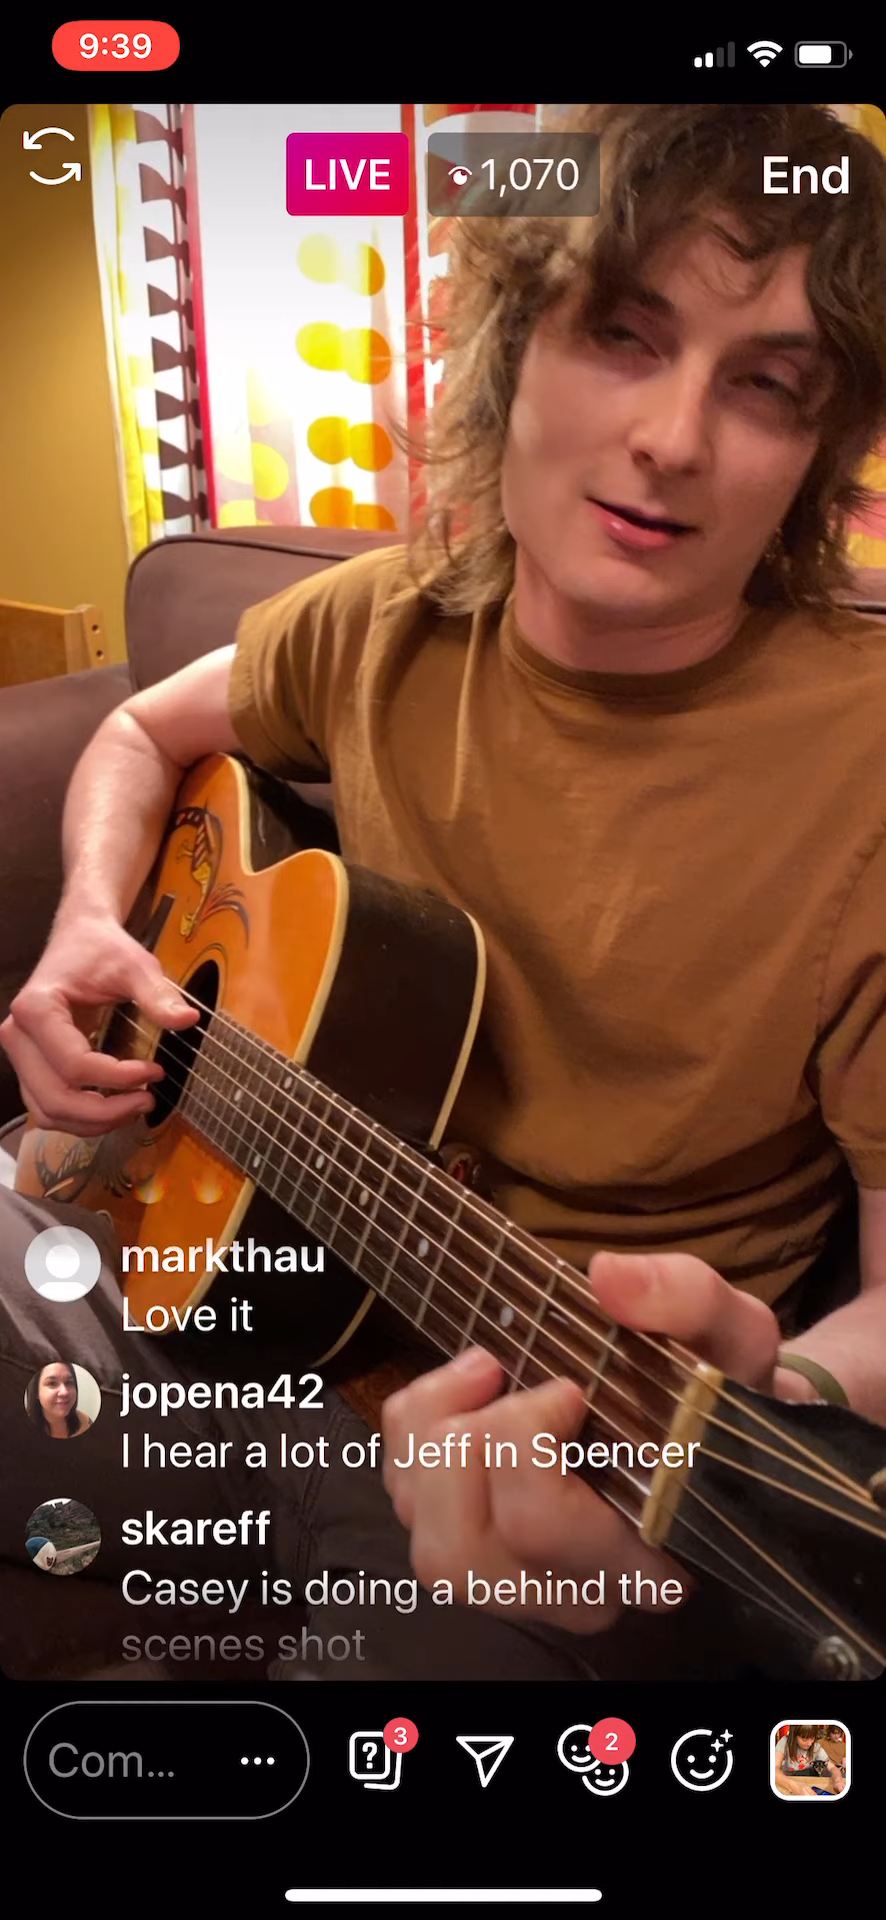 9:39
LIVE
1,070
End
markthau
Love it
jopena42
I hear a lot of Jeff in Spencer
skareff
Casey is doing a behind the
scenes shot
Com...
3
2